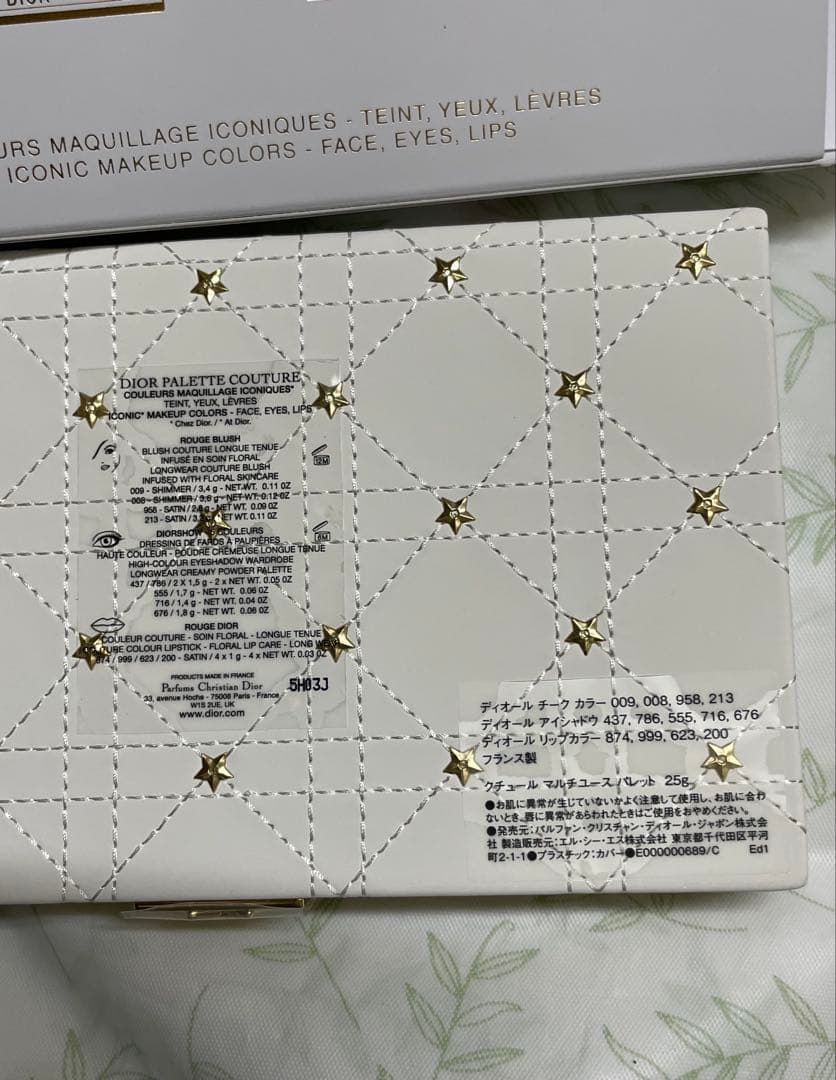 DIOR
URS MAQUILLAGE ICONIQUES - TEINT, YEUX, LÈVRES
ICONIC MAKEUP COLORS - FACE, EYES, LIPS
DIOR PALETTE COUTURE
COULEURS MAQUILLAGE ICONIQUES*
TEINT, YEUX, LÈVRES
ICONIC* MAKEUP COLORS - FACE, EYES, LIPS
* Chez Dior. / * At Dior.
ROUGE BLUSH
BLUSH COUTURE LONGUE TENUE
INFUSÉ EN SOIN FLORAL
LONGWEAR COUTURE BLUSH
INFUSED WITH FLORAL SKINCARE
009 - SHIMMER / 3,4 g - NET WT. 0.11 OZ
008 - SHIMMER / 3,6 g - NET WT. 0.12 OZ
958 - SATIN / 2,8 g - NET WT. 0.09 OZ
213 - SATIN / NET WT. 0.11 OZ
12M
DIORSHOW COULEURS
DRESSING DE FARDS À PAUPIÈRES
6M
HAUTE COULEUR - POUDRE CRÉMEUSE LONGUE TENUE
HIGH-COLOUR EYESHADOW WARDROBE
LONGWEAR CREAMY POWDER PALETTE
437 / 786 / 2 X 1,5 g - 2 x NET WT. 0.05 OZ
555 / 1,7 g - NET WT. 0.06 OZ
716 / 1,4 g - NET WT. 0.04 OZ
676 / 1,8 g - NET WT. 0.06 OZ
ROUGE DIOR
COULEUR COUTURE - SOIN FLORAL - LONGUE TENUE
COLOUR LIPSTICK - FLORAL LIP CARE - LONG
874 / 999 / 623 / 200 - SATIN / 4 x 1 g - 4 x NET WT. 0.03 OZ
PRODUCTS MADE IN FRANCE
Parfums Christian Dior
5H03J
33, avenue Hoche - 75008 Paris - France
W1S 2UE, UK
www.dior.com
ディオール チーク カラー 009, 008, 958, 213
ディオール アイシャドウ 437, 786, 555, 716, 676
ディオール リップカラー 874, 999, 623, 200
フランス製
クチュール マルチユース パレット 25g
●お肌に異常が生じていないかよく注意して使用し、お肌に合わ
ないとき、唇に異常があらわれたときはご使用をおやめください。
●発売元:パルファン・クリスチャン・ディオール・ジャポン株式会
社 製造販売元:エル・シー・エス株式会社 東京都千代田区平河
町2-1-1●プラスチック:カバー●E000000689/C Ed1